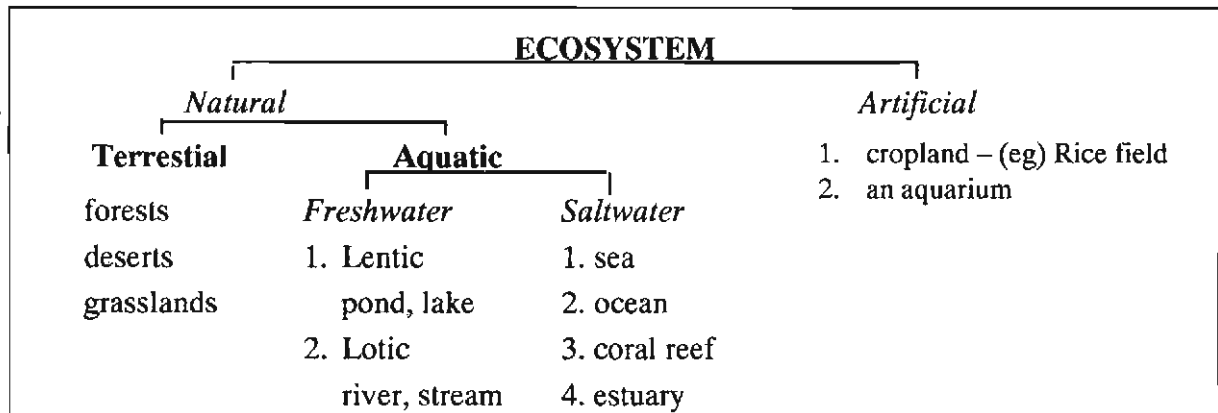 ECOSYSTEM
Natural Artificial
Terrestial Aquatic
1. cropland – (eg) Rice field
2. an aquarium
forests Freshwater Saltwater
deserts 1. Lentic 1. sea
grasslands pond, lake 2. ocean
2. Lotic 3. coral reef
river, stream 4. estuary